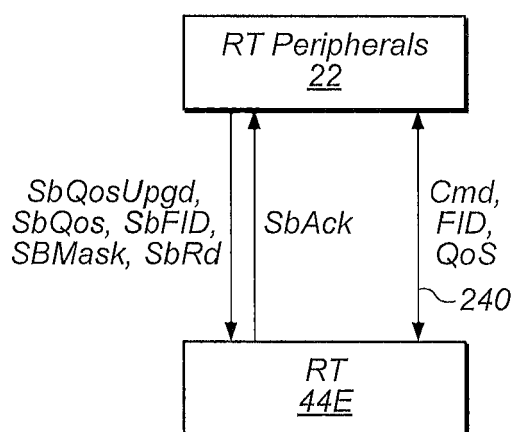 RT Peripherals
22
SbQosUpgd,
SbQos, SbFID,
SBMask, SbRd
SbAck
Cmd,
FID,
QoS
240
RT
44E